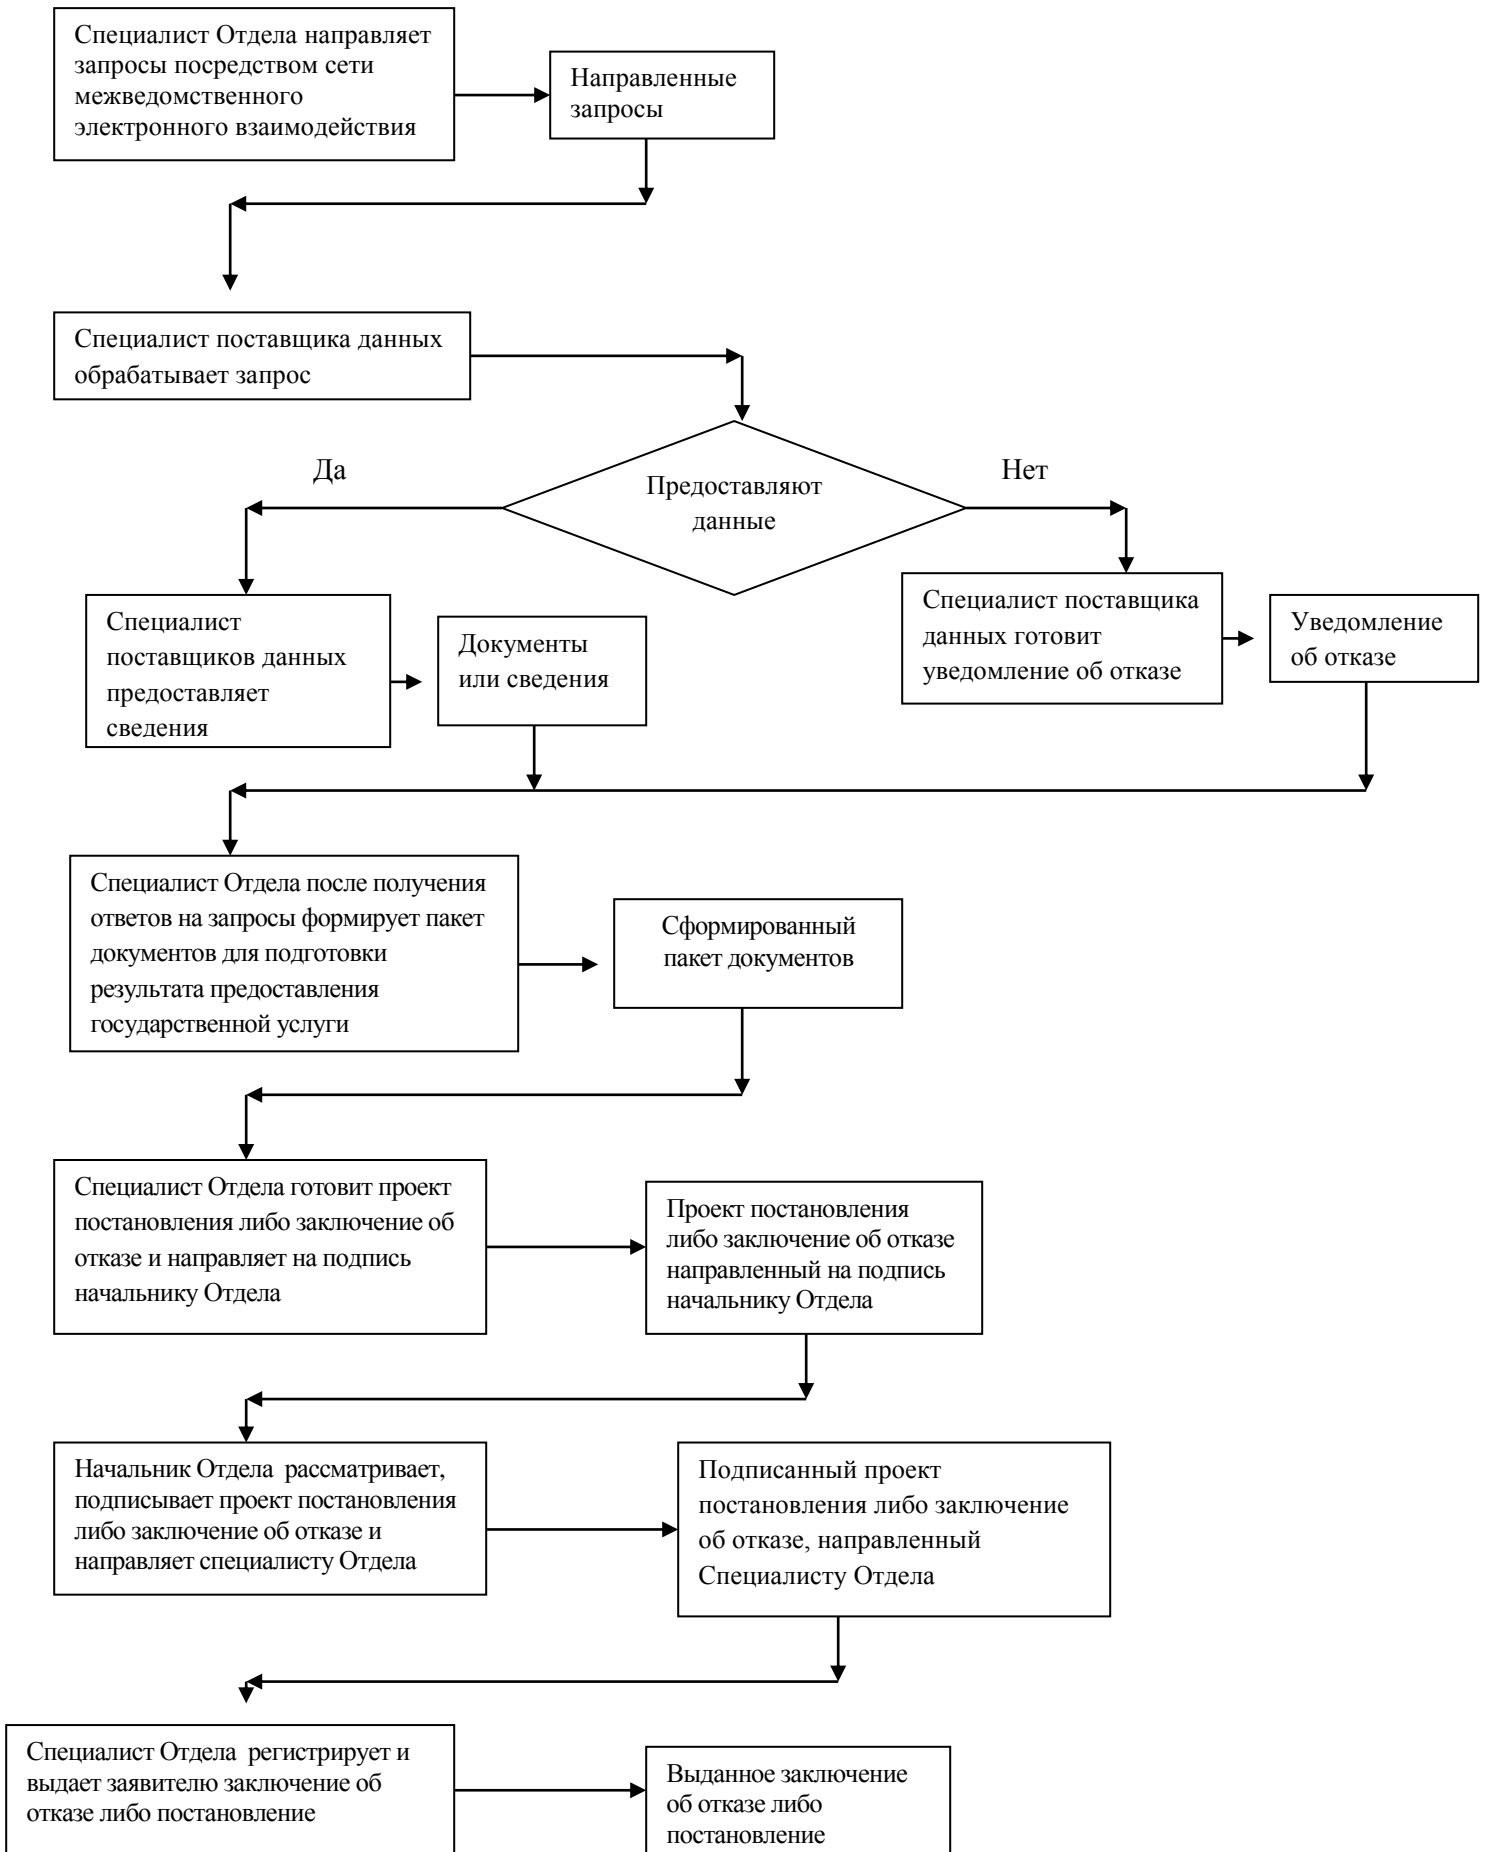 Специалист Отдела направляет
запросы посредством сети
межведомственного
электронного взаимодействия
Направленные
запросы
Специалист поставщика данных
обрабатывает запрос
Да
Предоставляют
данные
Нет
Специалист
поставщиков данных
предоставляет
сведения
Документы
или сведения
Специалист поставщика
данных готовит
уведомление об отказе
Уведомление
об отказе
Специалист Отдела после получения
ответов на запросы формирует пакет
документов для подготовки
результата предоставления
государственной услуги
Сформированный
пакет документов
Специалист Отдела готовит проект
постановления либо заключение об
отказе и направляет на подпись
начальнику Отдела
Проект постановления
либо заключение об отказе
направленный на подпись
начальнику Отдела
Начальник Отдела рассматривает,
подписывает проект постановления
либо заключение об отказе и
направляет специалисту Отдела
Подписанный проект
постановления либо заключение
об отказе, направленный
Специалисту Отдела
Специалист Отдела регистрирует и
выдает заявителю заключение об
отказе либо постановление
Выданное заключение
об отказе либо
постановление